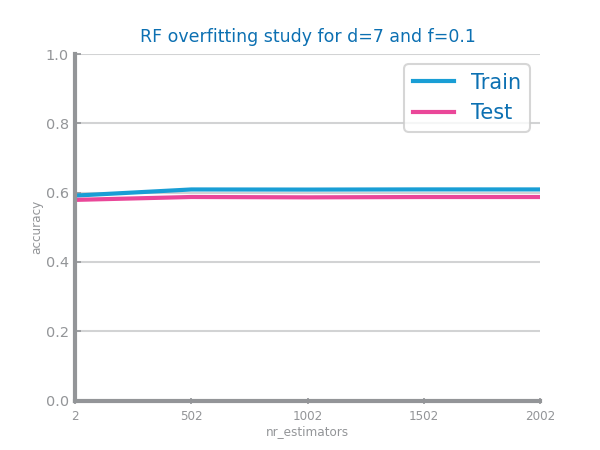 RF overfitting study for d=7 and f=0.1
1.0
Train
Test
0.8
0.6
accuracy
0.4
0.2
0.0
2 502 1002 1502 2002
nr_estimators